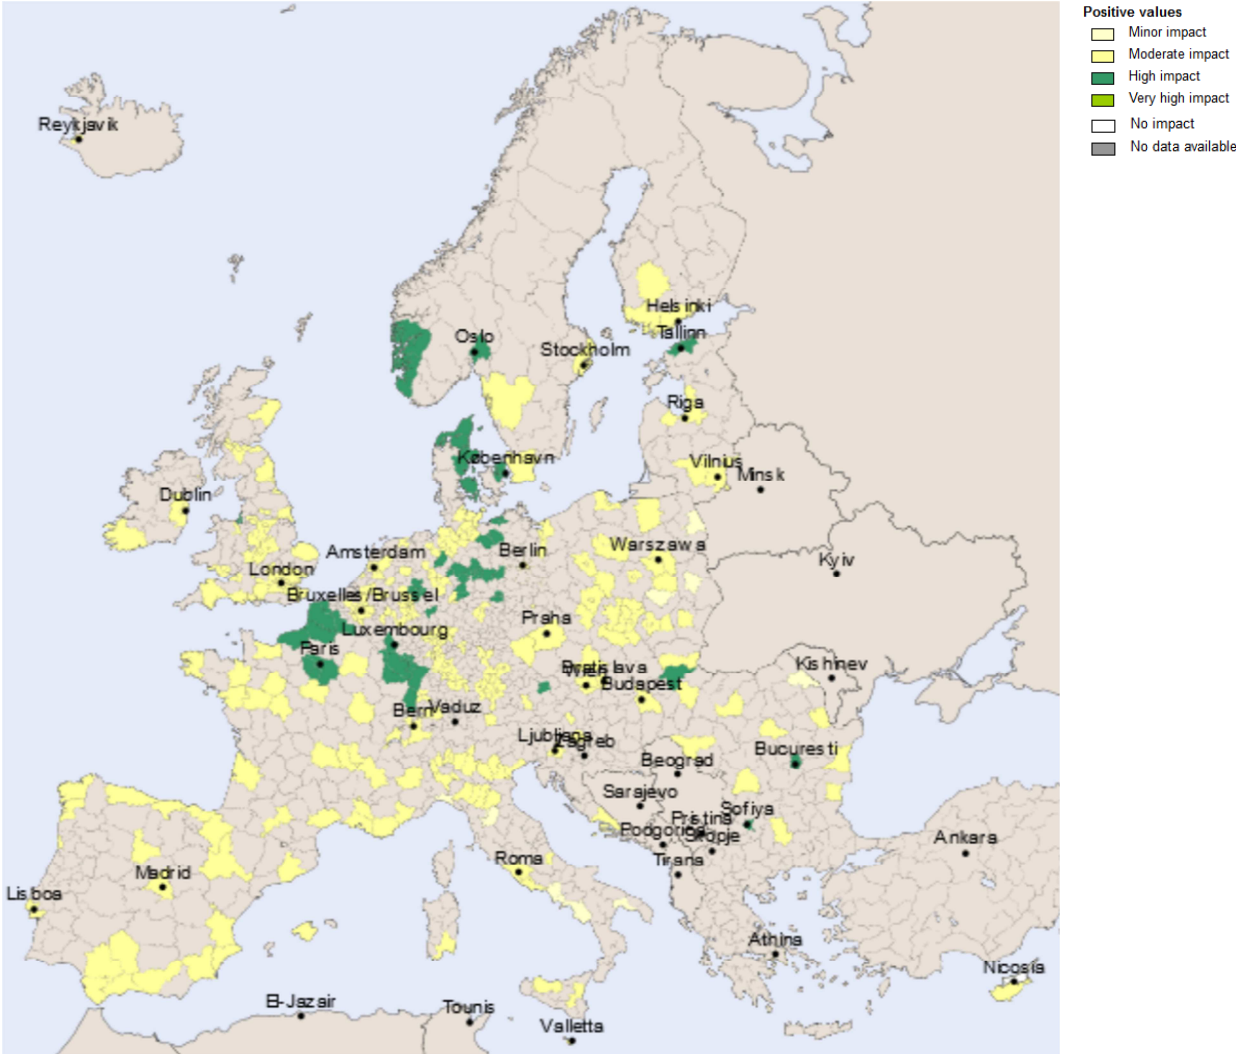 Positive values
Minor impact
Moderate impact
High impact
Very high impact
No impact
No data available
Reykjavik
Helsinki
Oslo
Tallinn
Stockholm
Riga
København
Vilnius
Minsk
Dublin
Amsterdam
Berlin
Warszawa
Kyiv
London
Bruxelles/Brussel
Praha
Luxembourg
Paris
Bratislava
Wien
Kishinev
Budapest
Bern
Vaduz
Ljubljana
Zagreb
Bucuresti
Beograd
Sarajevo
Sofiya
Pristina
Podgorica
Skopje
Ankara
Roma
Tirana
Madrid
Lisboa
Athina
Nicosia
El-Jazair
Tounis
Valletta